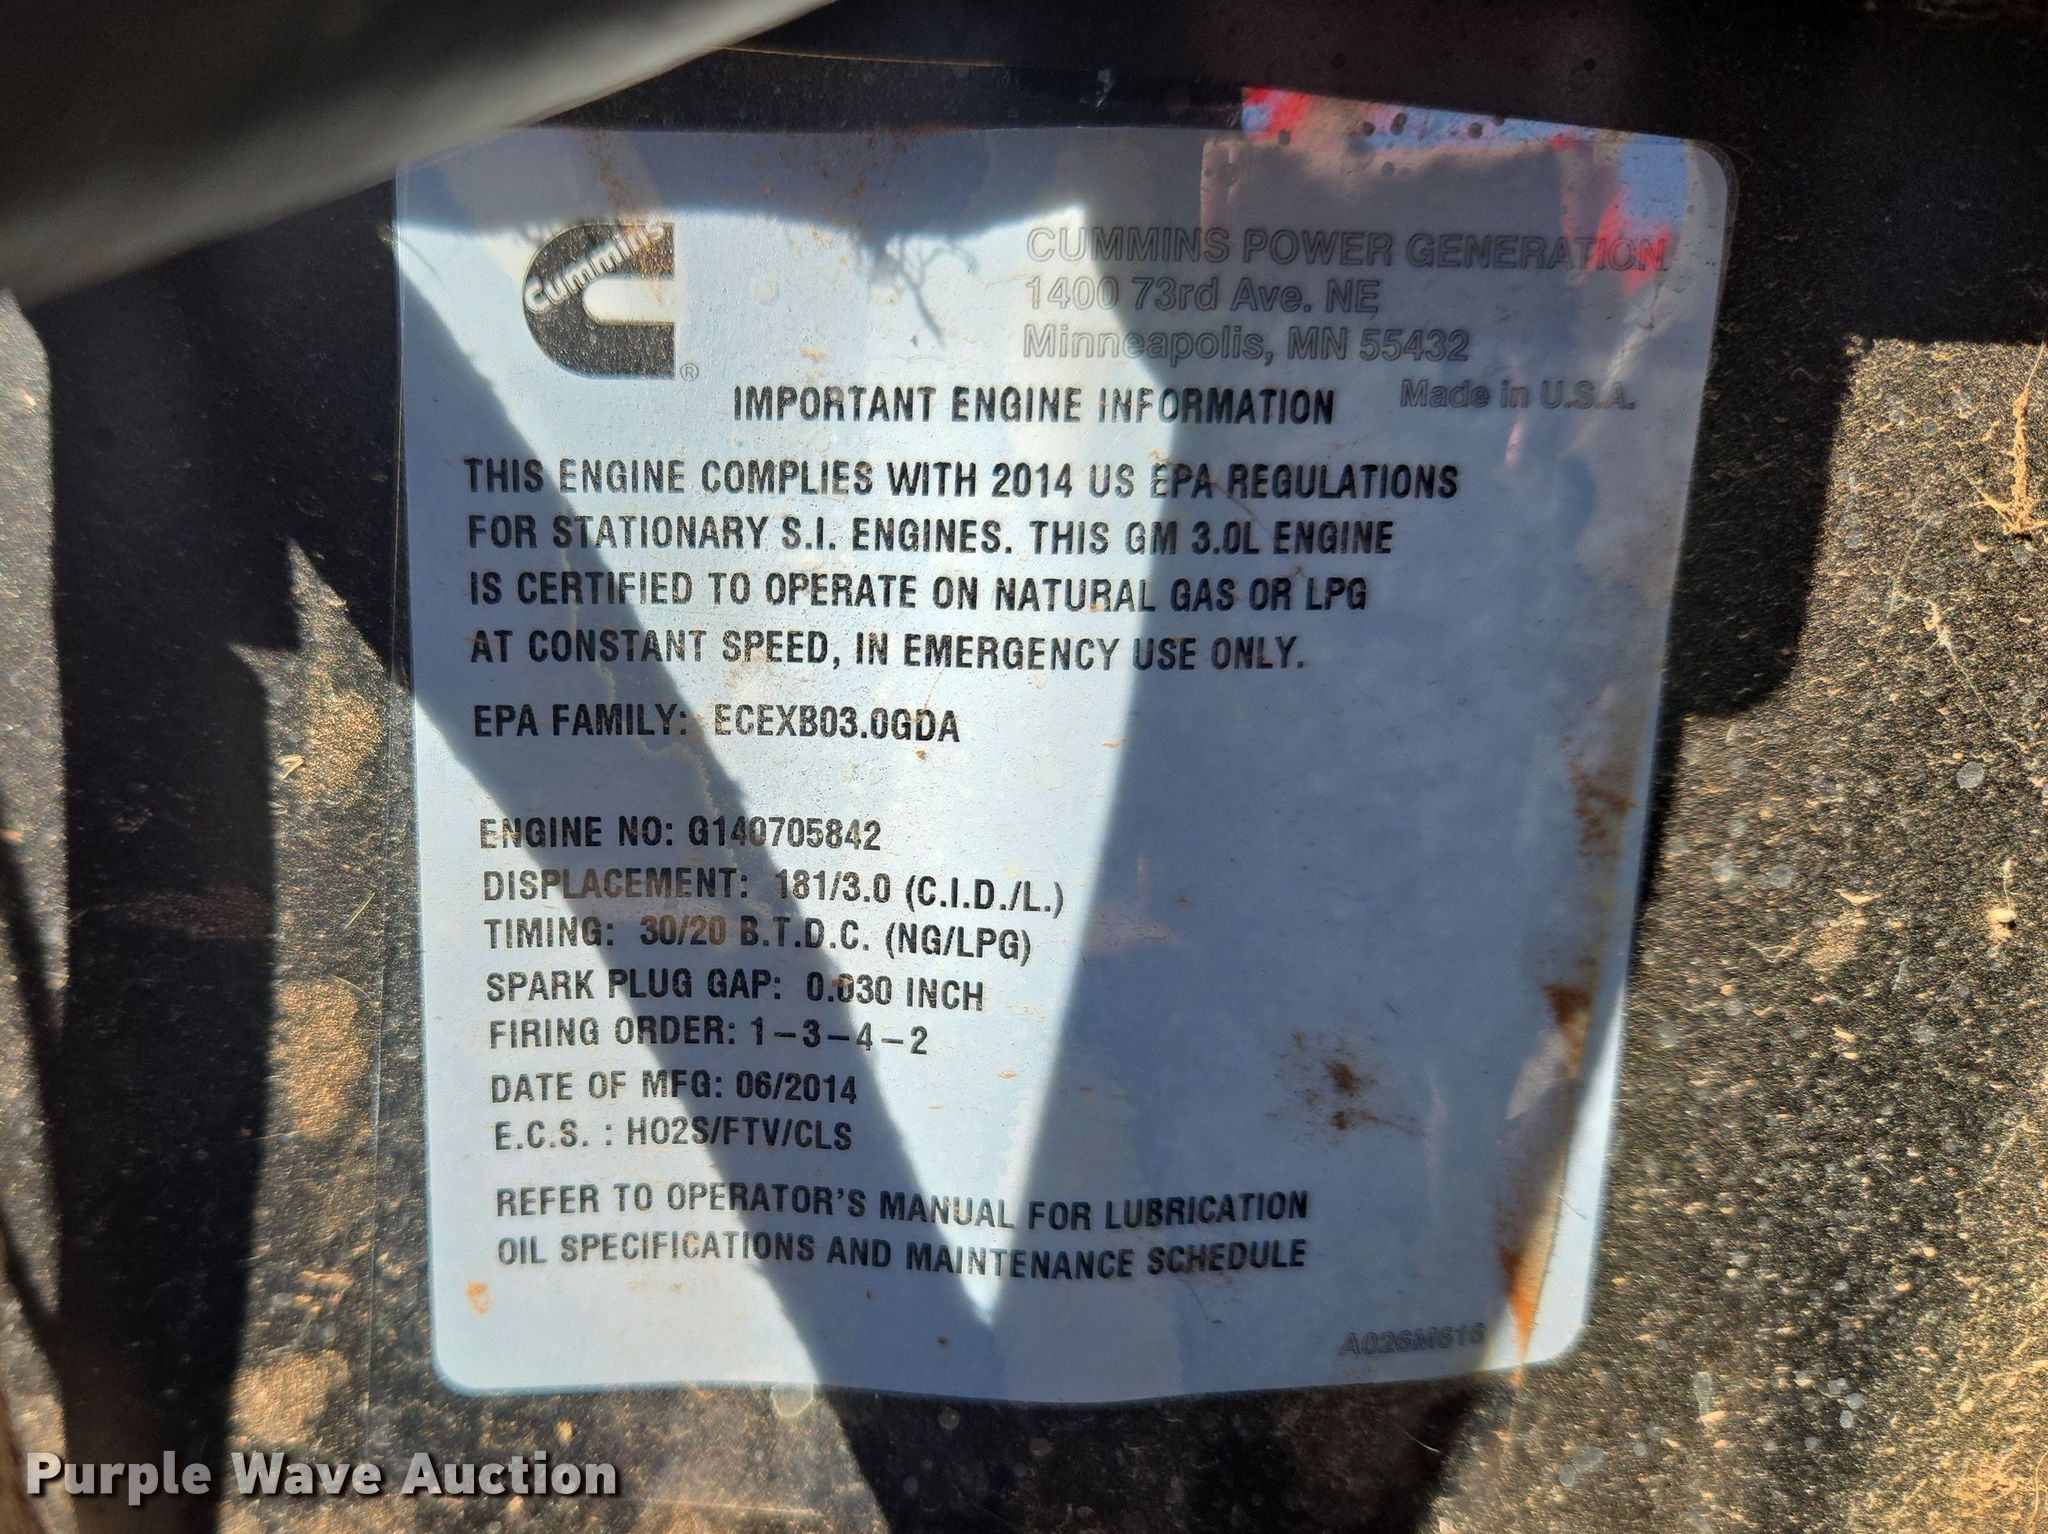 Cummins
®
CUMMINS POWER GENERATION
1400 73rd Ave. NE
Minneapolis, MN 55432
Made in U.S.A.
IMPORTANT ENGINE INFORMATION
THIS ENGINE COMPLIES WITH 2014 US EPA REGULATIONS
FOR STATIONARY S.I. ENGINES. THIS GM 3.0L ENGINE
IS CERTIFIED TO OPERATE ON NATURAL GAS OR LPG
AT CONSTANT SPEED, IN EMERGENCY USE ONLY.
EPA FAMILY: ECEXB03.0GDA
ENGINE NO: G140705842
DISPLACEMENT: 181/3.0 (C.I.D./L.)
TIMING: 30/20 B.T.D.C. (NG/LPG)
SPARK PLUG GAP: 0.030 INCH
FIRING ORDER: 1-3-4-2
DATE OF MFG: 06/2014
E.C.S. : HO2S/FTV/CLS
REFER TO OPERATOR'S MANUAL FOR LUBRICATION
OIL SPECIFICATIONS AND MAINTENANCE SCHEDULE
A026M616
Purple Wave Auction